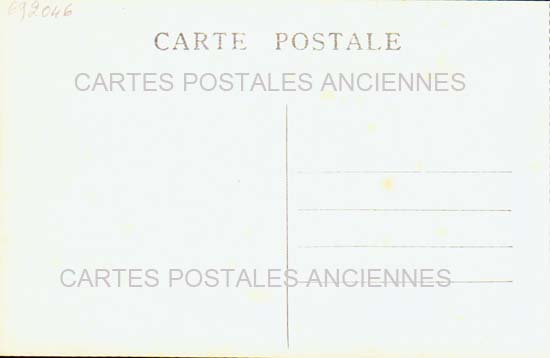 692046
CARTE POSTALE
CARTES POSTALES ANCIENNES
CARTES POSTALES ANCIENNES